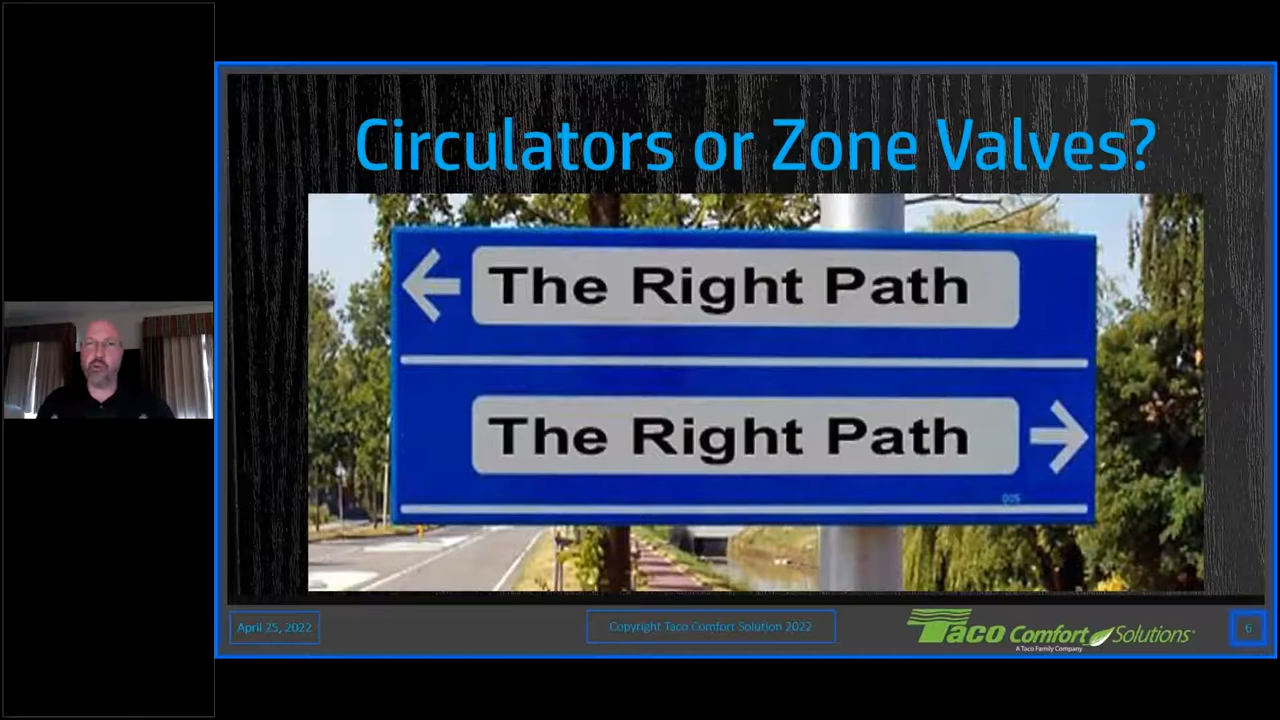 Circulators or Zone Valves?
The Right Path
The Right Path
005
April 25, 2022
Copyright Taco Comfort Solution 2022
Taco Comfort Solutions
A Taco Family Company
6